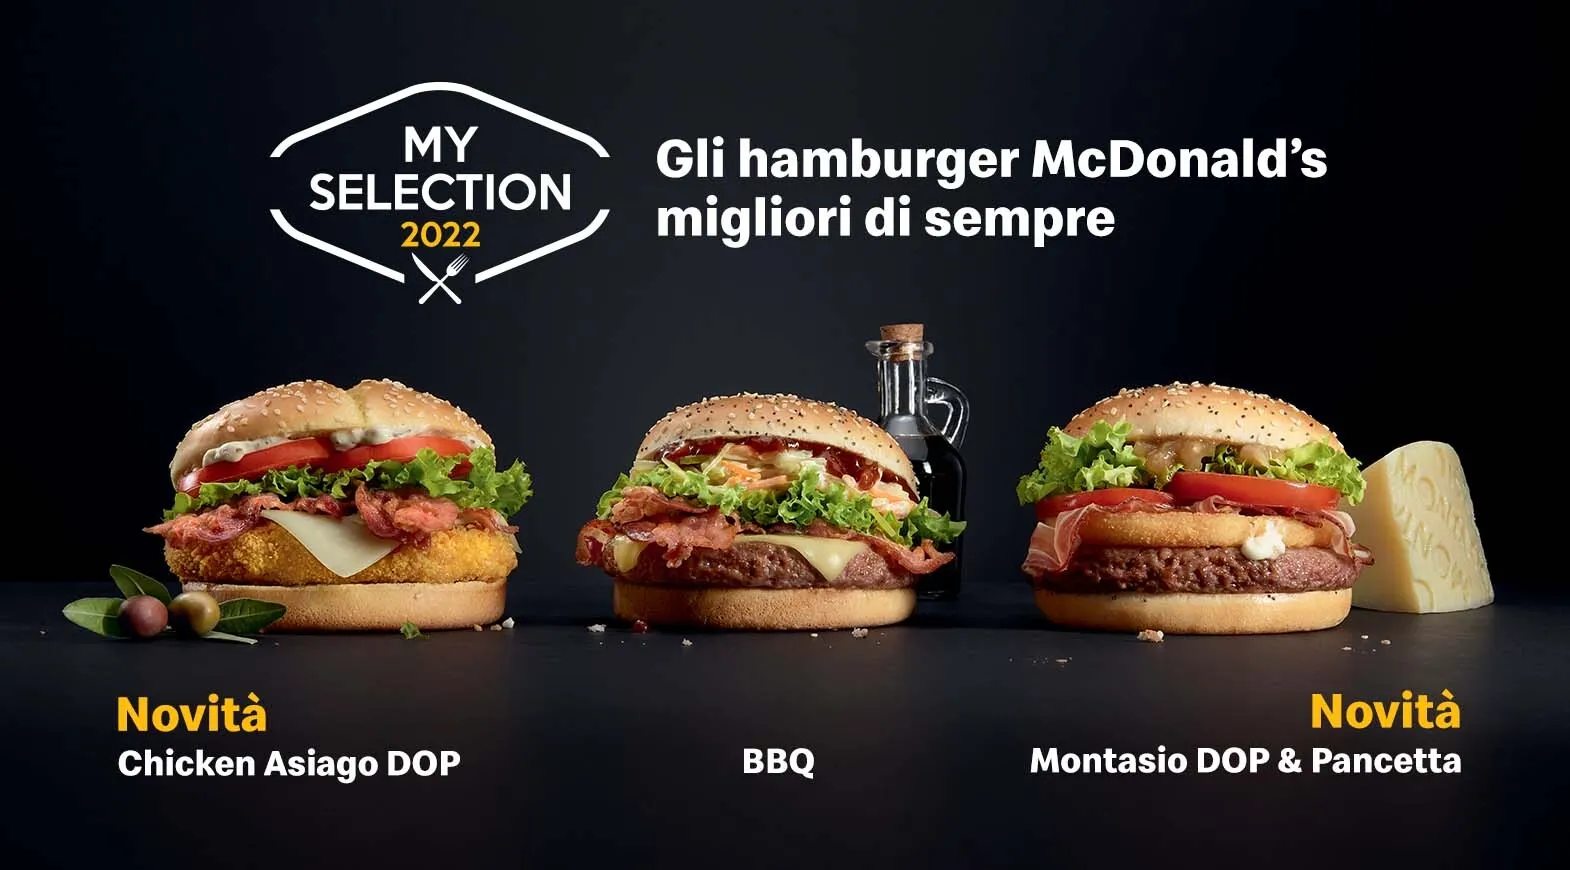 MY
SELECTION
2022
Gli hamburger McDonald's
migliori di sempre
Novità
Chicken Asiago DOP
BBQ
Novità
Montasio DOP & Pancetta